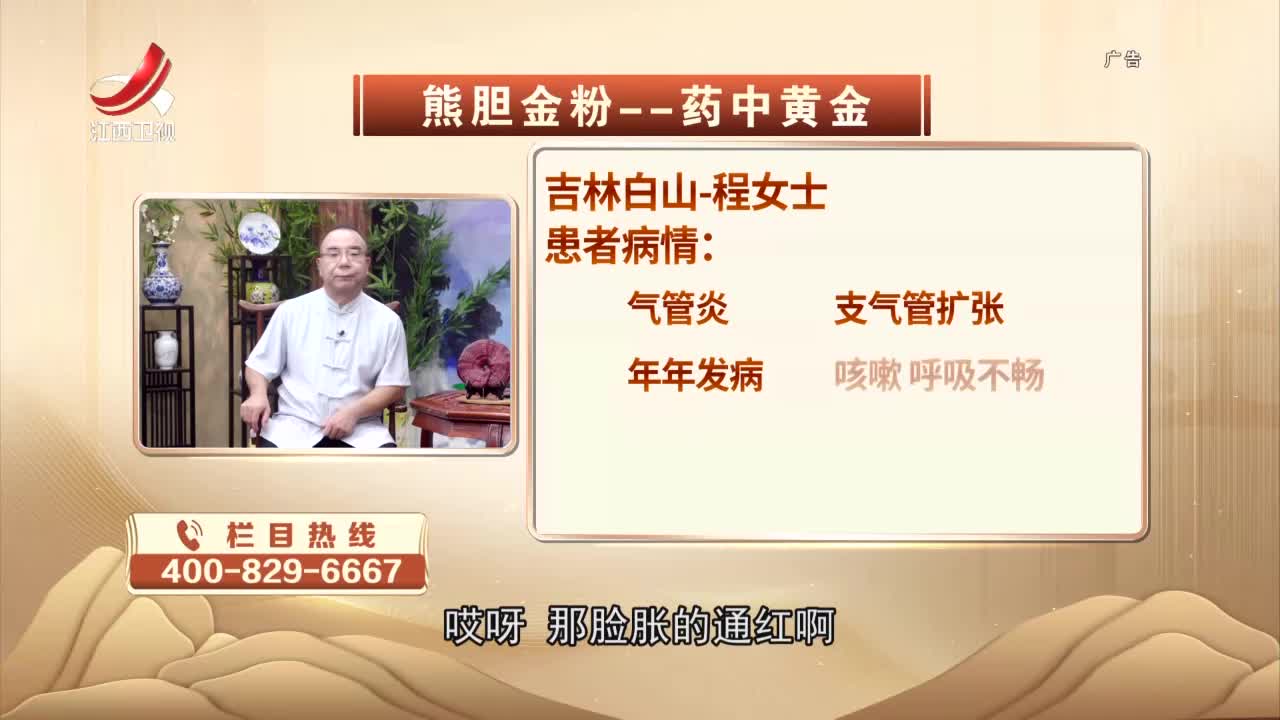 广告
江西卫视
熊胆金粉--药中黄金
吉林白山-程女士
患者病情：
气管炎 支气管扩张
年年发病 咳嗽 呼吸不畅
栏目热线
400-829-6667
哎呀 那脸胀的通红啊